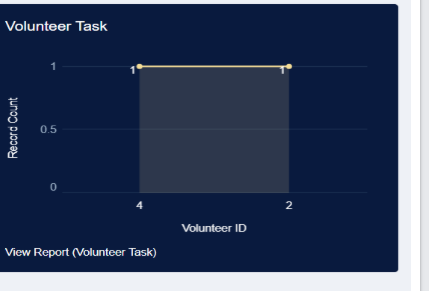 Volunteer Task
1
1
1
0.5
0
Record Count
4
2
Volunteer ID
View Report (Volunteer Task)